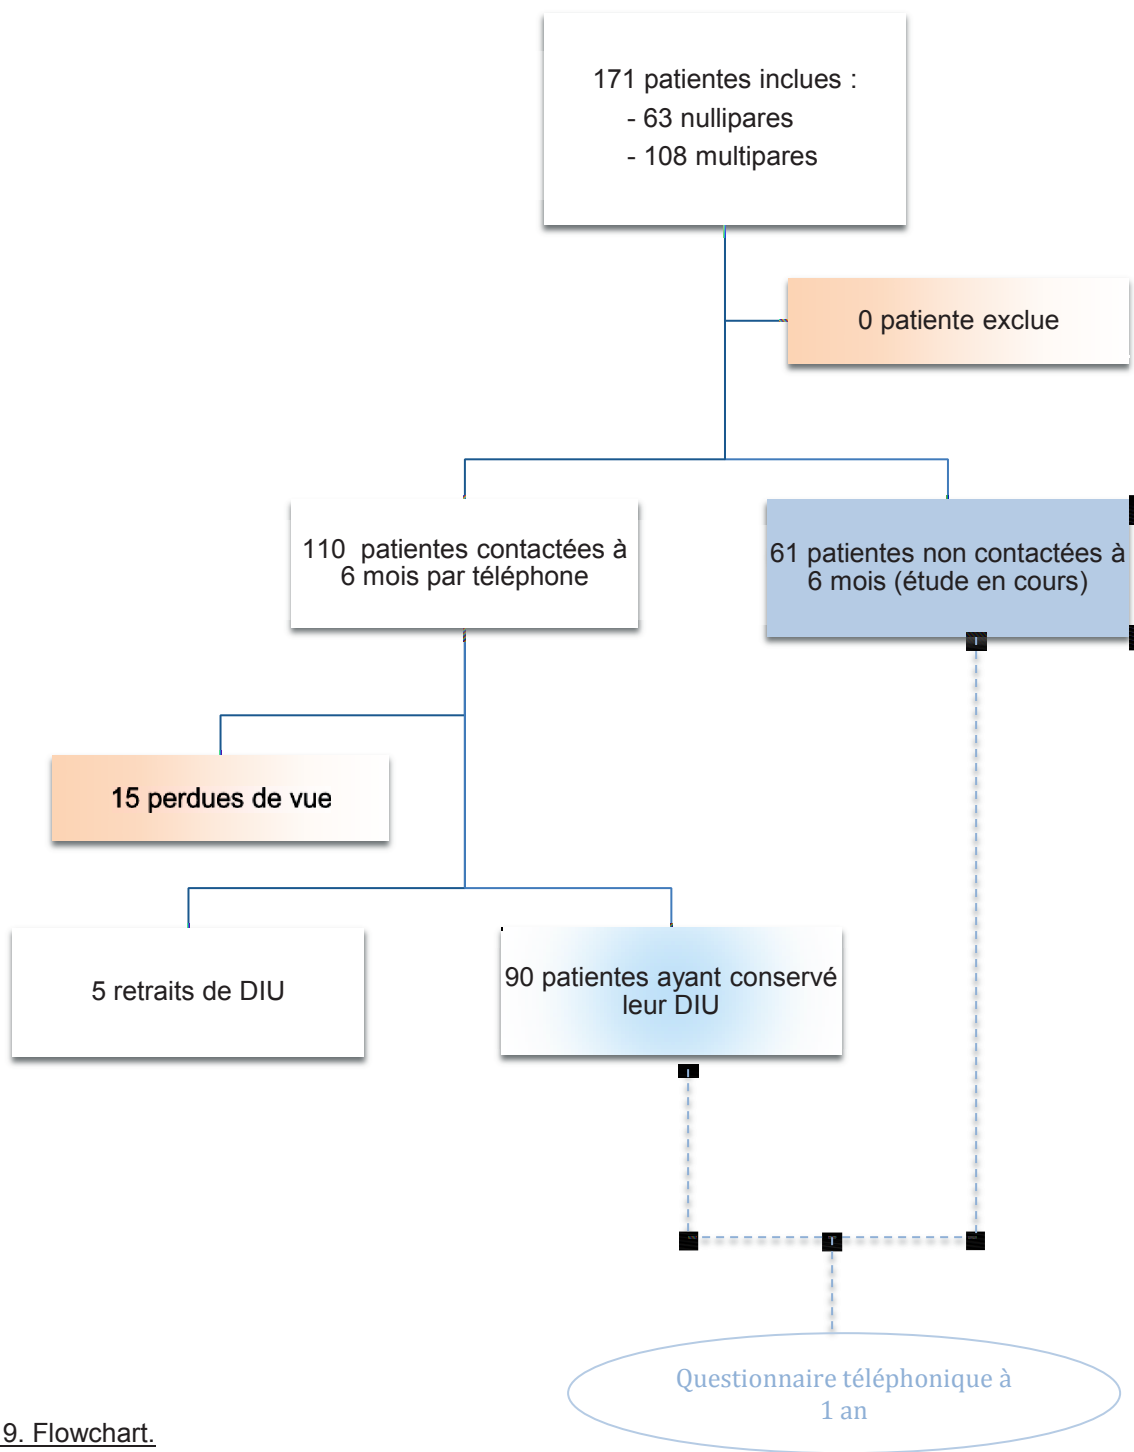 171 patientes inclues :
- 63 nullipares
- 108 multipares
0 patiente exclue
110 patientes contactées à
6 mois par téléphone
61 patientes non contactées à
6 mois (étude en cours)
15 perdues de vue
5 retraits de DIU
90 patientes ayant conservé
leur DIU
Questionnaire téléphonique à
1 an
9. Flowchart.